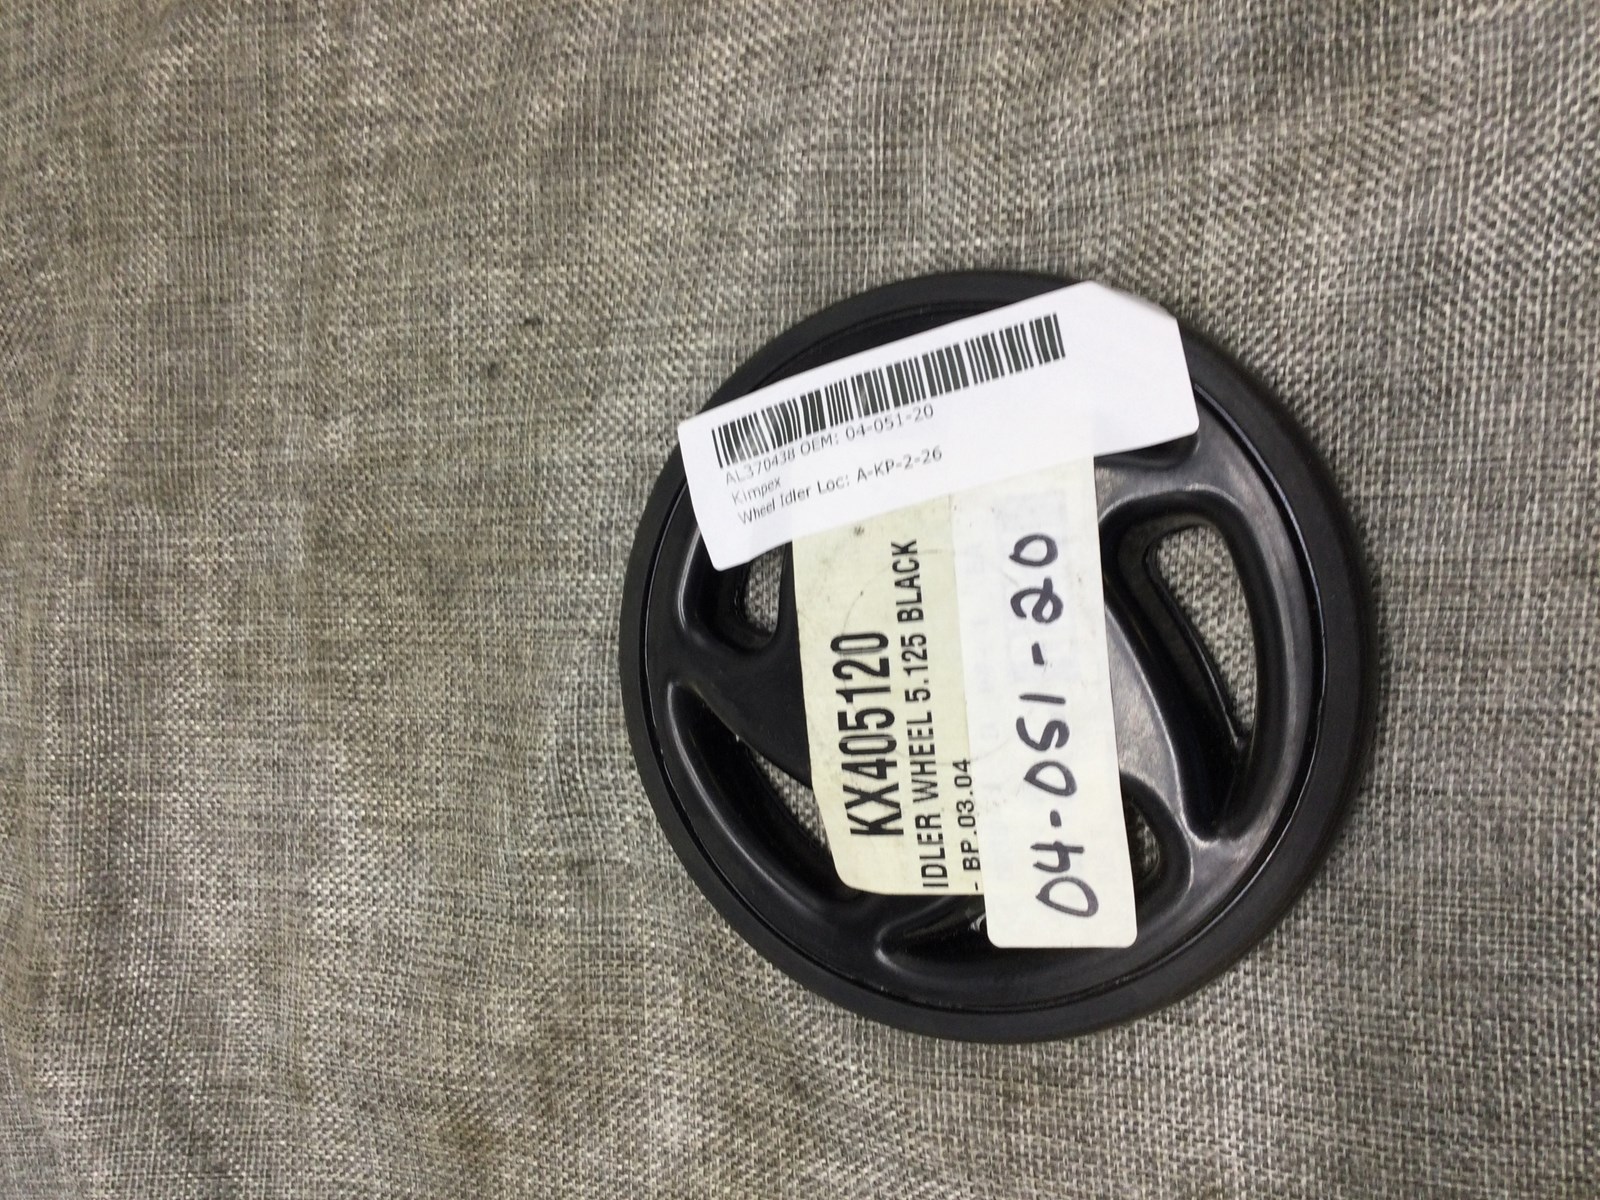 AL370438 OEM: 04-051-20
Kimpex
Wheel Idler Loc: A-KP-2-26
KX405120
IDLER WHEEL 5.125 BLACK
- BP.03.04
04-051-20